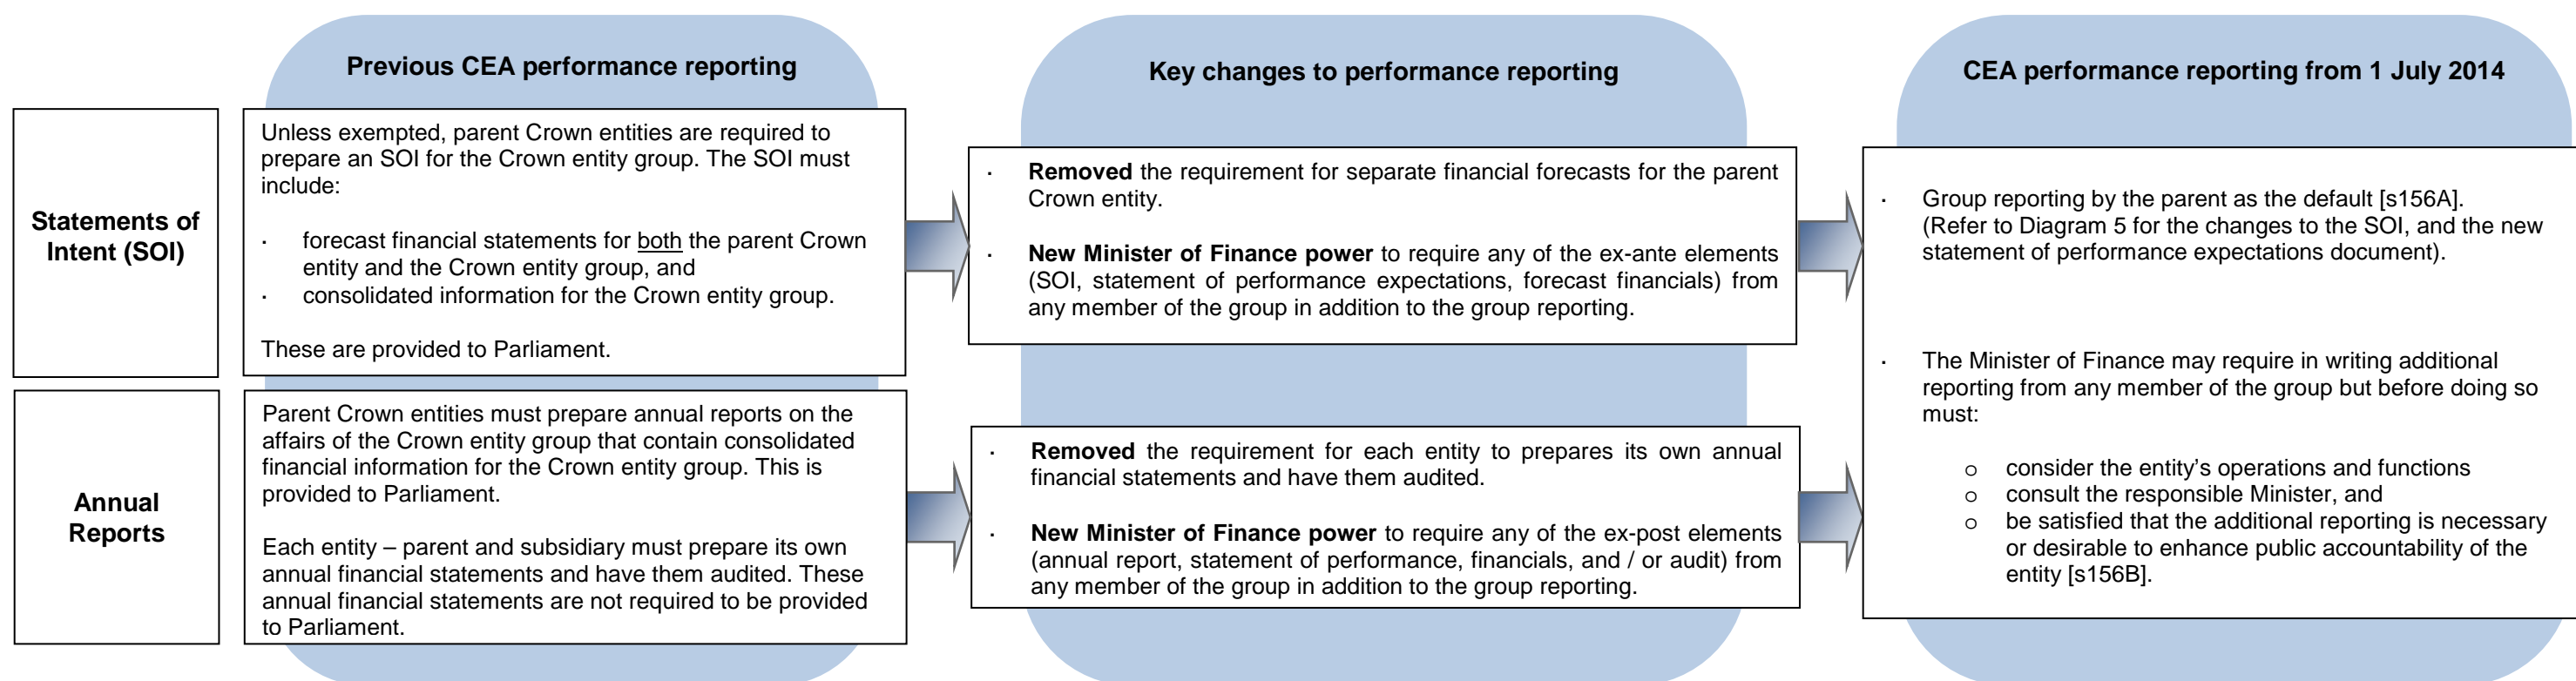 Previous CEA performance reporting
Key changes to performance reporting
CEA performance reporting from 1 July 2014
Statements of
Intent (SOI)
Unless exempted, parent Crown entities are required to
prepare an SOI for the Crown entity group. The SOI must
include:
· forecast financial statements for both the parent Crown
entity and the Crown entity group, and
· consolidated information for the Crown entity group.
These are provided to Parliament.
· Removed the requirement for separate financial forecasts for the parent
Crown entity.
· New Minister of Finance power to require any of the ex-ante elements
(SOI, statement of performance expectations, forecast financials) from
any member of the group in addition to the group reporting.
Annual
Reports
Parent Crown entities must prepare annual reports on the
affairs of the Crown entity group that contain consolidated
financial information for the Crown entity group. This is
provided to Parliament.
Each entity – parent and subsidiary must prepare its own
annual financial statements and have them audited. These
annual financial statements are not required to be provided
to Parliament.
· Removed the requirement for each entity to prepares its own annual
financial statements and have them audited.
· New Minister of Finance power to require any of the ex-post elements
(annual report, statement of performance, financials, and / or audit) from
any member of the group in addition to the group reporting.
· Group reporting by the parent as the default [s156A].
(Refer to Diagram 5 for the changes to the SOI, and the new
statement of performance expectations document).
· The Minister of Finance may require in writing additional
reporting from any member of the group but before doing so
must:
o consider the entity’s operations and functions
o consult the responsible Minister, and
o be satisfied that the additional reporting is necessary
or desirable to enhance public accountability of the
entity [s156B].